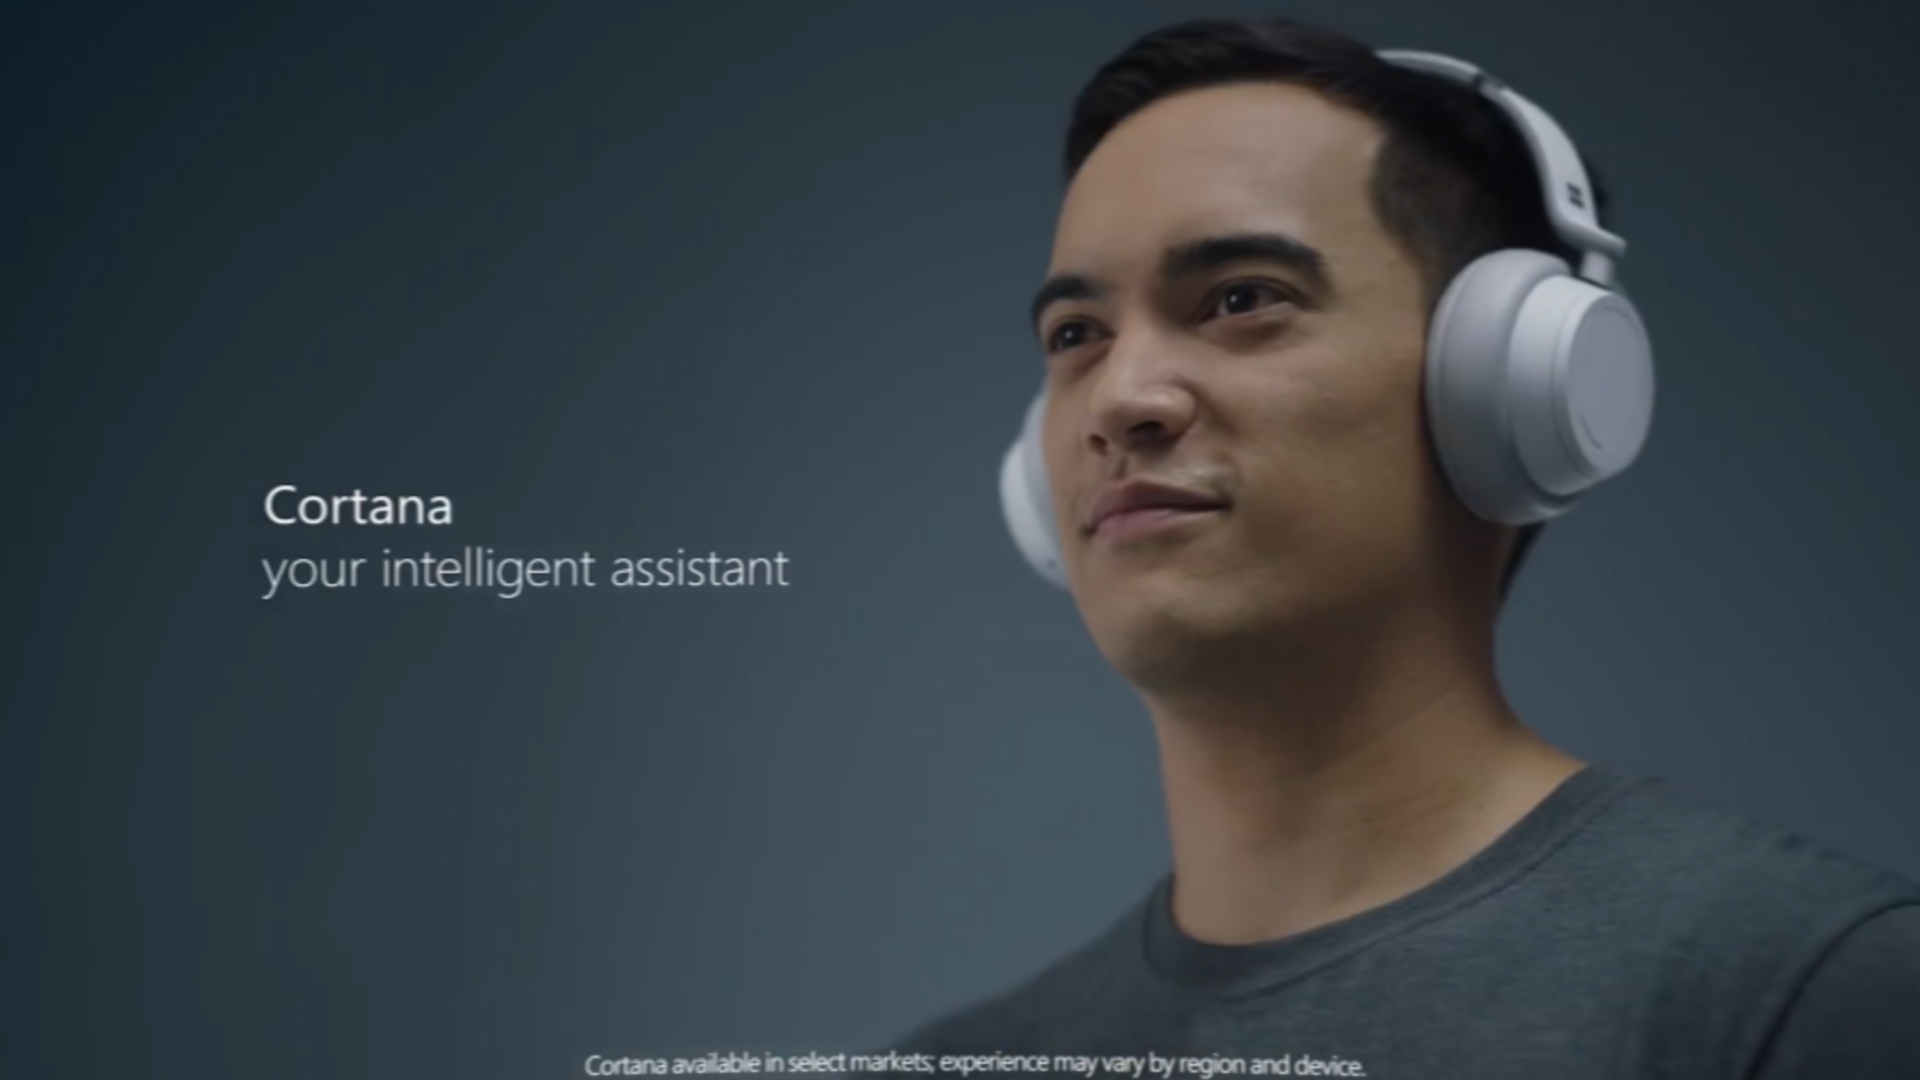 Cortana
your intelligent assistant
Cortana available in select markets; experience may vary by region and device.